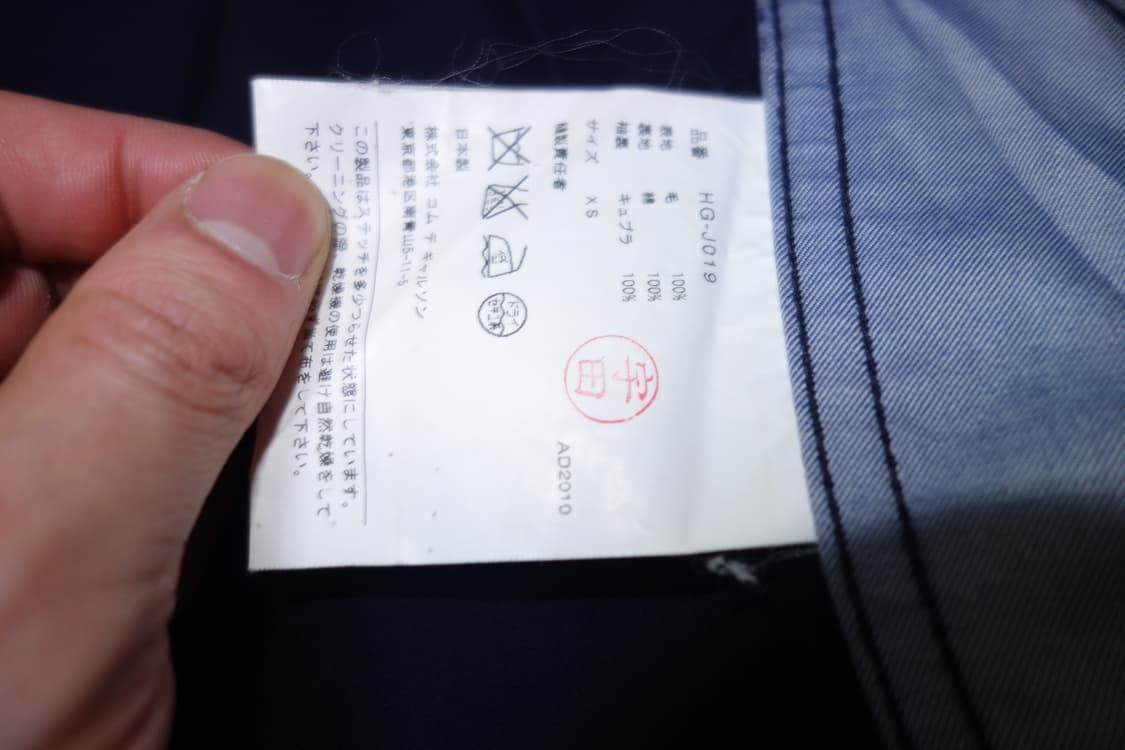 品番 HG-J019
表地 毛 100%
裏地 綿 100%
袖裏 キュプラ 100%
サイズ XS
縫製責任者
宇田
AD2010
ドライ
セキユ系
日本製
株式会社 コム デ ギャルソン
東京都港区南青山5-11-5
この製品はステッチを多少つらせた状態にしています。
クリーニングの際、乾燥機の使用は避け自然乾燥をして
下さい。 当て布をして下さい。